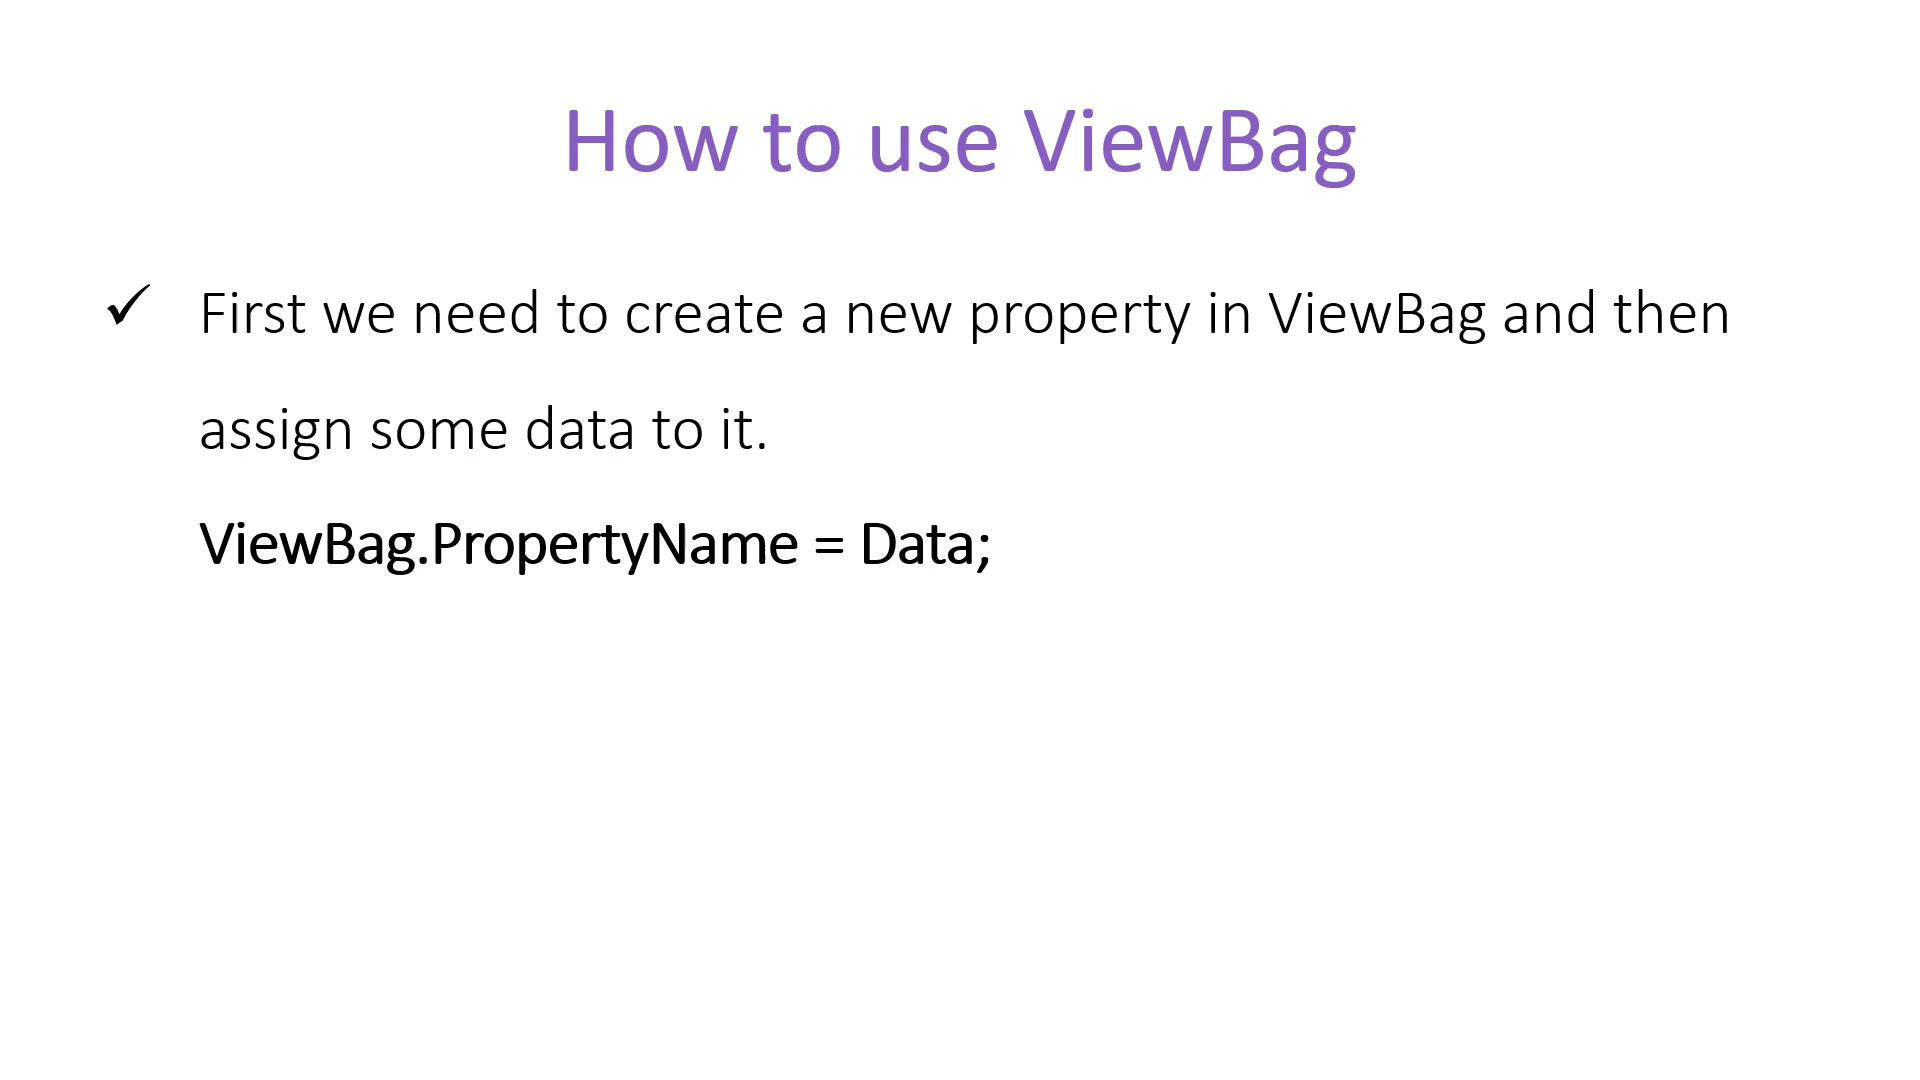 How to use ViewBag
✓ First we need to create a new property in ViewBag and then
assign some data to it.
ViewBag.PropertyName = Data;